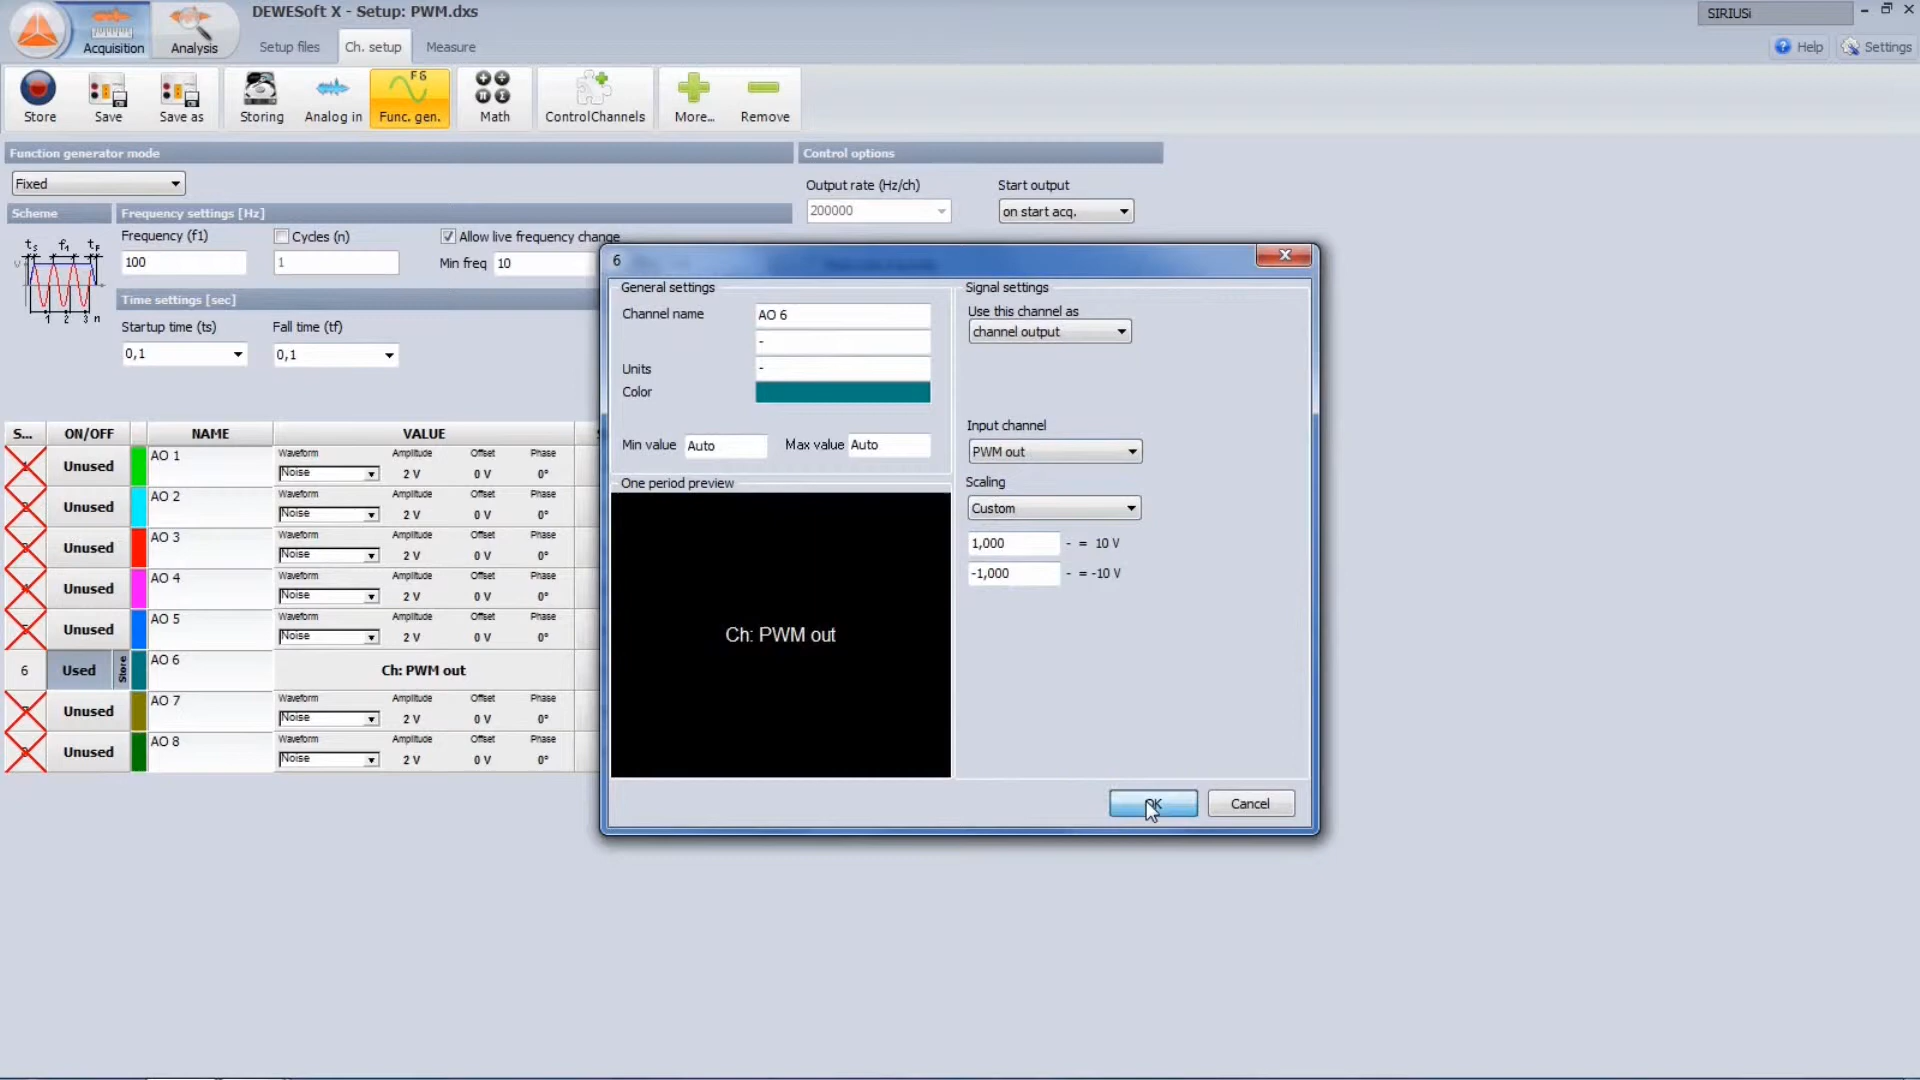 DEWESoft X - Setup: PWM.dxs
SIRIUSi
Acquisition
Analysis
Setup files
Ch. setup
Measure
Help
Settings
Store
Save
Save as
Storing
Analog in
Func. gen.
Math
ControlChannels
More...
Remove
Function generator mode
Control options
Fixed
Output rate (Hz/ch)
Start output
200000
on start acq.
Scheme
Frequency settings [Hz]
Frequency (f1)
Cycles (n)
Allow live frequency change
100
1
Min freq 10
Time settings [sec]
Startup time (ts)
Fall time (tf)
0,1
0,1
S...
ON/OFF
NAME
VALUE
Unused
AO 1
Waveform
Amplitude
Offset
Phase
Noise
2 V
0 V
0°
Unused
AO 2
Waveform
Amplitude
Offset
Phase
Noise
2 V
0 V
0°
Unused
AO 3
Waveform
Amplitude
Offset
Phase
Noise
2 V
0 V
0°
Unused
AO 4
Waveform
Amplitude
Offset
Phase
Noise
2 V
0 V
0°
Unused
AO 5
Waveform
Amplitude
Offset
Phase
Noise
2 V
0 V
0°
6
Used
Store
AO 6
Ch: PWM out
Unused
AO 7
Waveform
Amplitude
Offset
Phase
Noise
2 V
0 V
0°
Unused
AO 8
Waveform
Amplitude
Offset
Phase
Noise
2 V
0 V
0°
6
General settings
Channel name
AO 6
-
Units
-
Color
Min value Auto
Max value Auto
One period preview
Ch: PWM out
Signal settings
Use this channel as
channel output
Input channel
PWM out
Scaling
Custom
1,000 - = 10 V
-1,000 - = -10 V
OK
Cancel